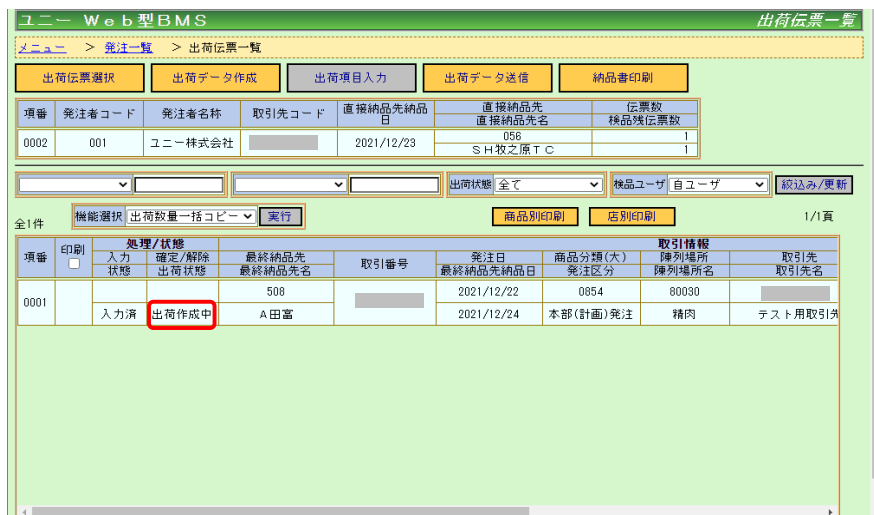 ユニー Ｗｅｂ型ＢＭＳ 出荷伝票一覧
メニュー > 発注一覧 > 出荷伝票一覧
出荷伝票選択 出荷データ作成 出荷項目入力 出荷データ送信 納品書印刷
項番 発注者コード 発注者名称 取引先コード 直接納品先納品日 直接納品先 伝票数
直接納品先名 検品残伝票数
0002 001 ユニー株式会社 2021/12/23 056 1
ＳＨ牧之原ＴＣ 1
出荷状態 全て 検品ユーザ 自ユーザ 絞込み/更新
全1件 機能選択 出荷数量一括コピー 実行 商品別印刷 店別印刷 1/1頁
処理/状態 取引情報
項番 印刷 入力 確定/解除 最終納品先 取引番号 発注日 商品分類(大) 陳列場所 取引先
状態 出荷状態 最終納品先名 最終納品先納品日 発注区分 陳列場所名 取引先名
0001 508 2021/12/22 0854 80030
入力済 出荷作成中 Ａ田富 2021/12/24 本部(計画)発注 精肉 テスト用取引先